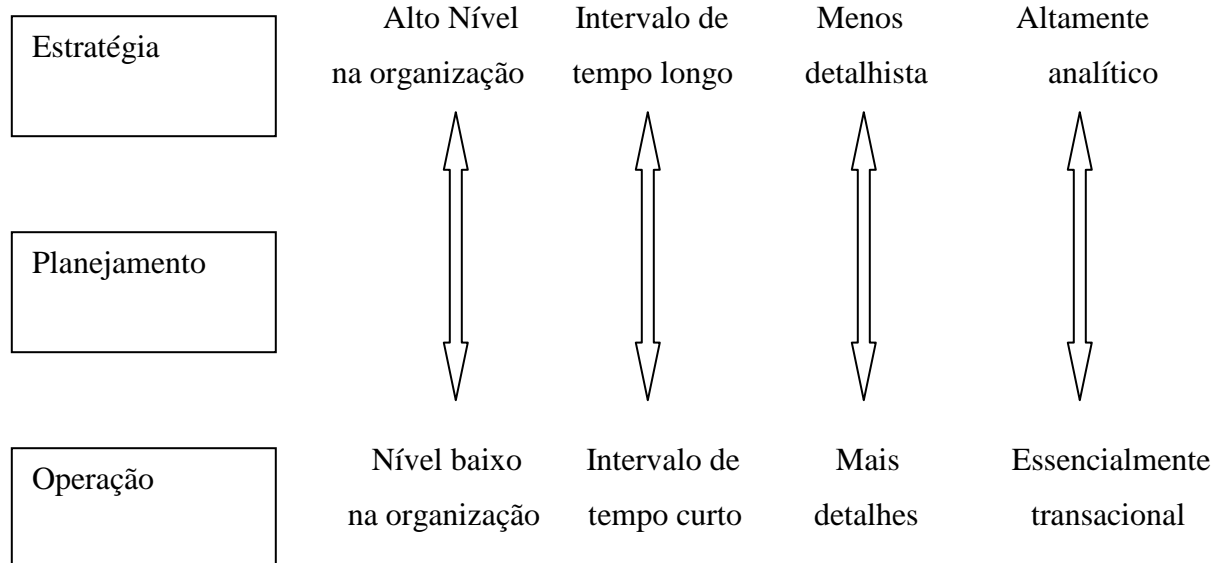 Estratégia
Alto Nível
na organização
Intervalo de
tempo longo
Menos
detalhista
Altamente
analítico
Planejamento
Operação
Nível baixo
na organização
Intervalo de
tempo curto
Mais
detalhes
Essencialmente
transacional